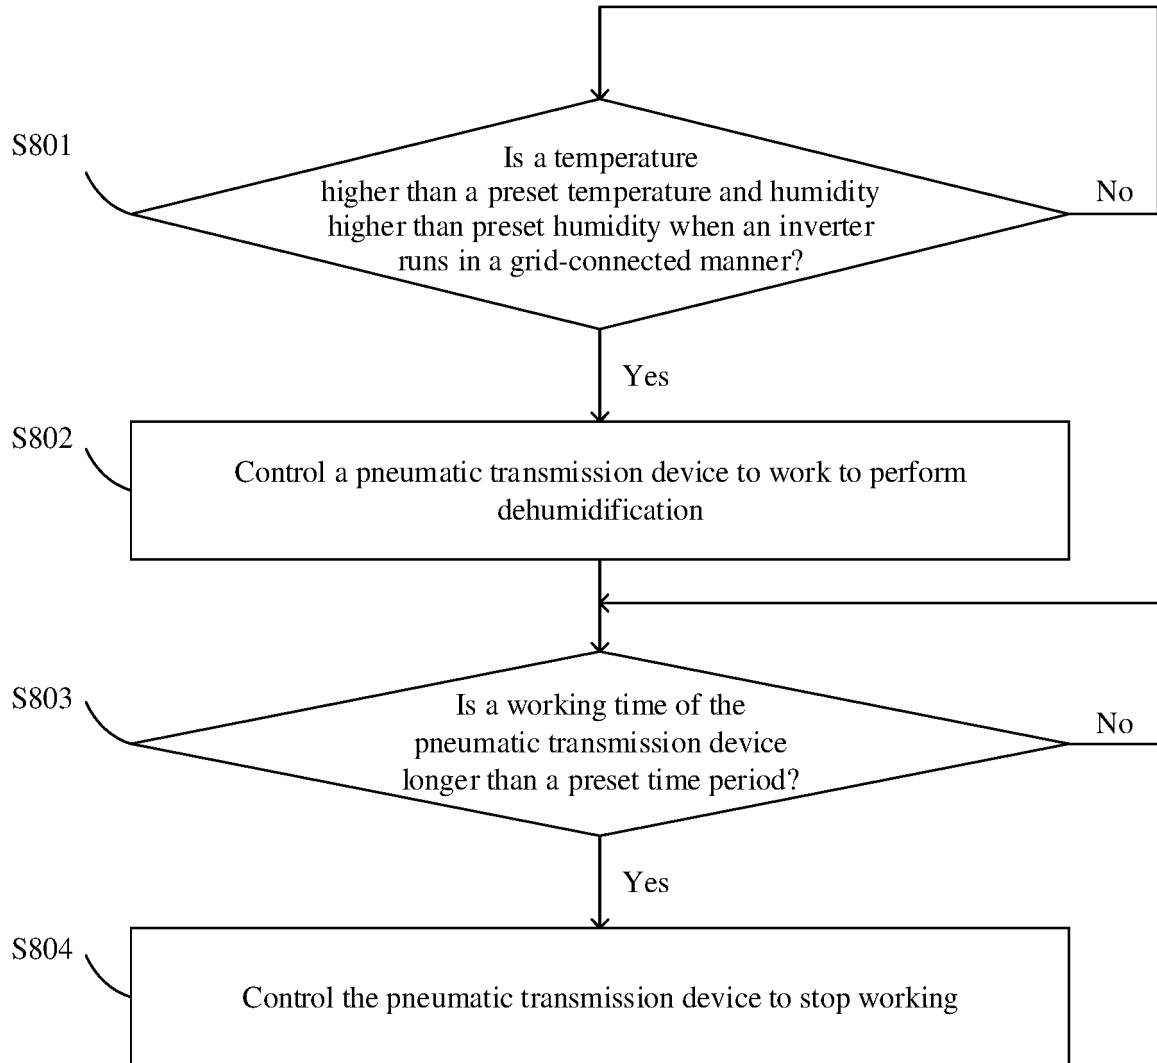 S801
Is a temperature
higher than a preset temperature and humidity
higher than preset humidity when an inverter
runs in a grid-connected manner?
No
Yes
S802
Control a pneumatic transmission device to work to perform
dehumidification
S803
Is a working time of the
pneumatic transmission device
longer than a preset time period?
No
Yes
S804
Control the pneumatic transmission device to stop working